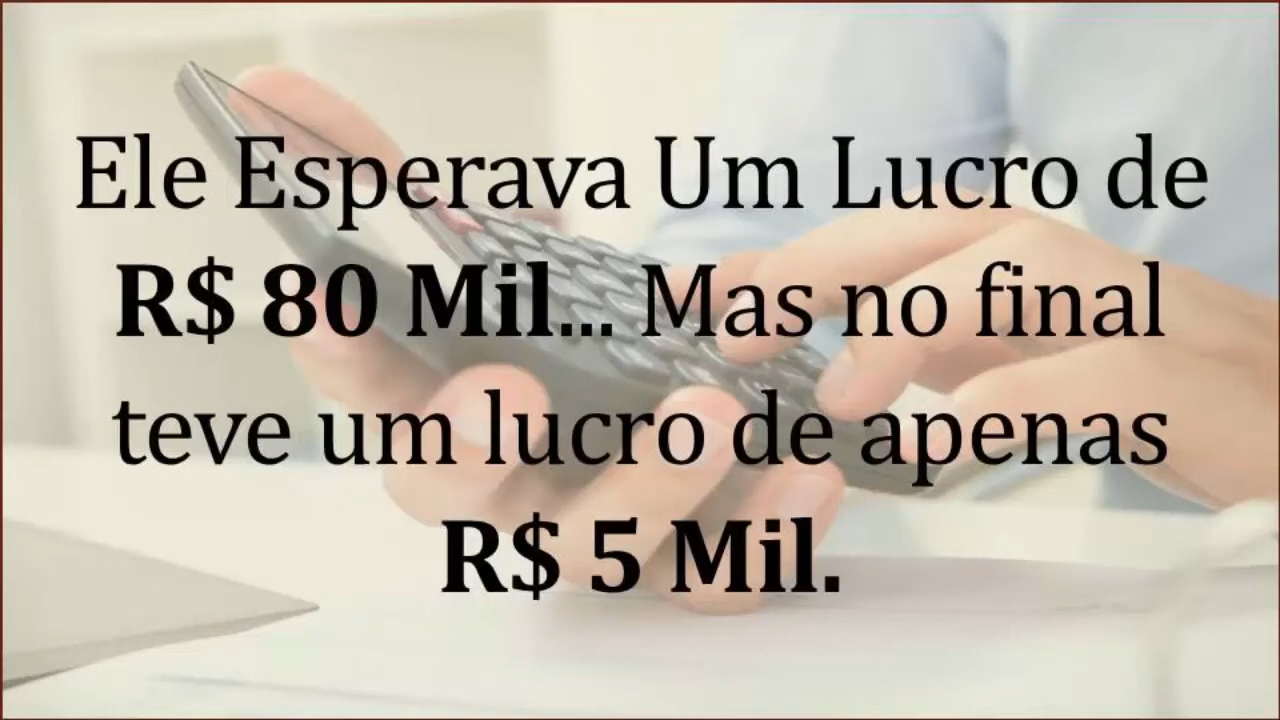 Ele Esperava Um Lucro de
R$ 80 Mil... Mas no final
teve um lucro de apenas
R$ 5 Mil.